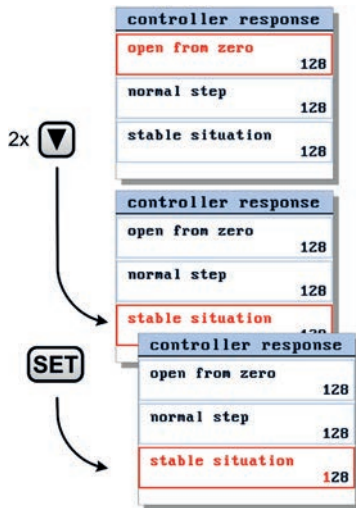 controller response
open from zero
128
normal step
128
stable situation
128
2x
controller response
open from zero
128
normal step
128
stable situation
128
SET
controller response
open from zero
128
normal step
128
stable situation
128